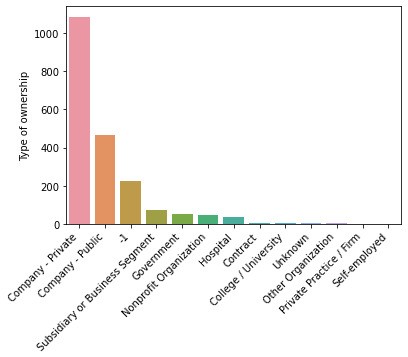 Type of ownership
1000
800
600
400
200
0
Company - Private
Company - Public
-1
Subsidiary or Business Segment
Government
Nonprofit Organization
Hospital
Contract
College / University
Unknown
Other Organization
Private Practice / Firm
Self-employed